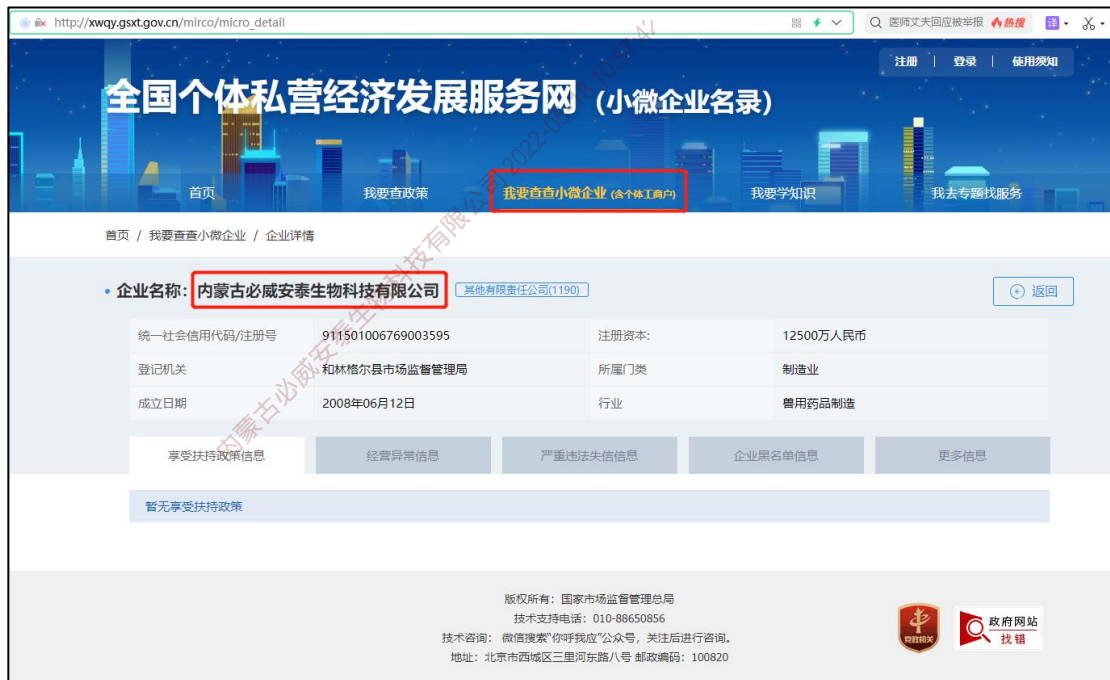 http://xwqy.gsxt.gov.cn/mirco/micro_detail
医师丈夫回应被举报 热搜 译
注册 | 登录 | 使用须知
全国个体私营经济发展服务网 (小微企业名录)
首页 我要查政策 我要查查小微企业 (含个体工商户) 我要学知识 我去专题找服务
首页 / 我要查查小微企业 / 企业详情
企业名称: 内蒙古必威安泰生物科技有限公司 其他有限责任公司(1190) 返回
统一社会信用代码/注册号 911501006769003595 注册资本: 12500万人民币
登记机关 和林格尔县市场监督管理局 所属门类 制造业
成立日期 2008年06月12日 行业 兽用药品制造
享受扶持政策信息 经营异常信息 严重违法失信信息 企业黑名单信息 更多信息
暂无享受扶持政策
版权所有: 国家市场监督管理总局
技术支持电话: 010-88650856
技术咨询: 微信搜索"你呼我应"公众号, 关注后进行咨询。
地址: 北京市西城区三里河东路八号 邮政编码: 100820
党政机关
政府网站
找错
内蒙古必威安泰生物科技有限公司